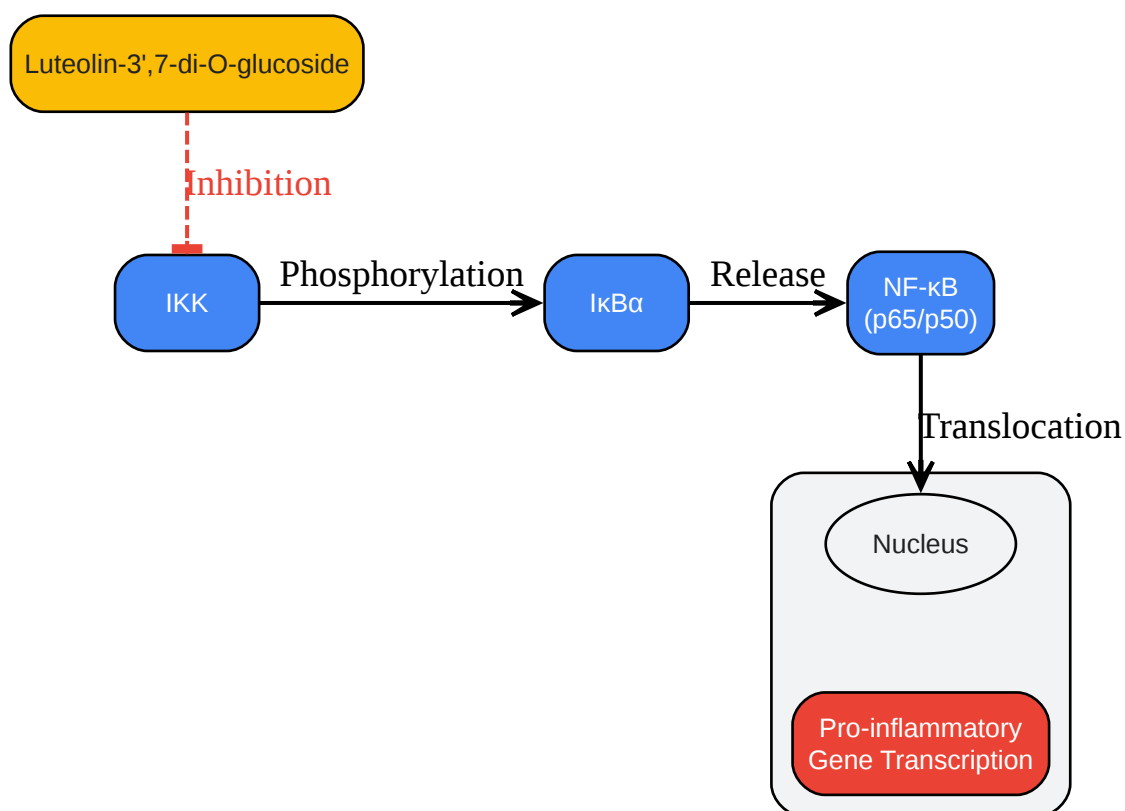 Luteolin-3',7-di-O-glucoside
Inhibition
IKK
Phosphorylation
IκBα
Release
NF-κB
(p65/p50)
Translocation
Nucleus
Pro-inflammatory
Gene Transcription